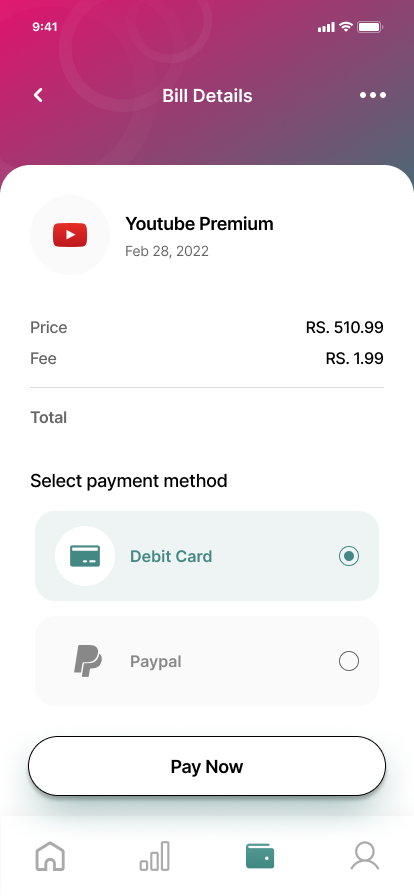 9:41
Bill Details
Youtube Premium
Feb 28, 2022
Price RS. 510.99
Fee RS. 1.99
Total
Select payment method
Debit Card
Paypal
Pay Now